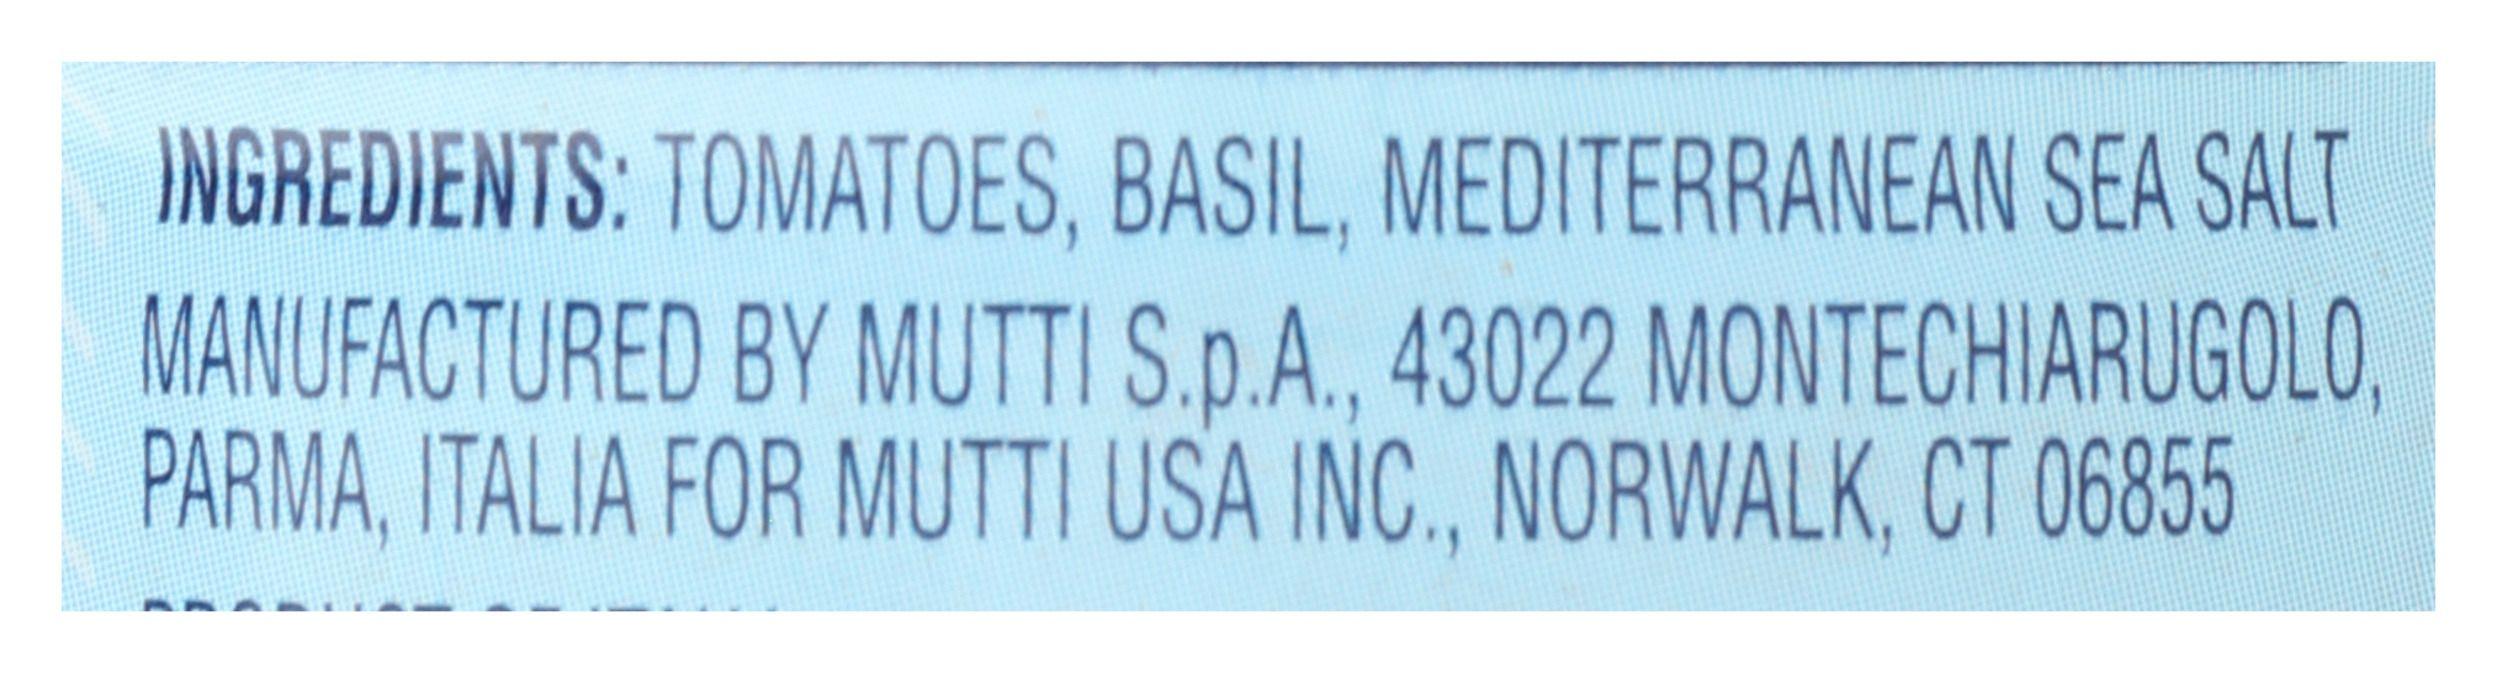 INGREDIENTS: TOMATOES, BASIL, MEDITERRANEAN SEA SALT
MANUFACTURED BY MUTTI S.p.A., 43022 MONTECHIARUGOLO,
PARMA, ITALIA FOR MUTTI USA INC., NORWALK, CT 06855